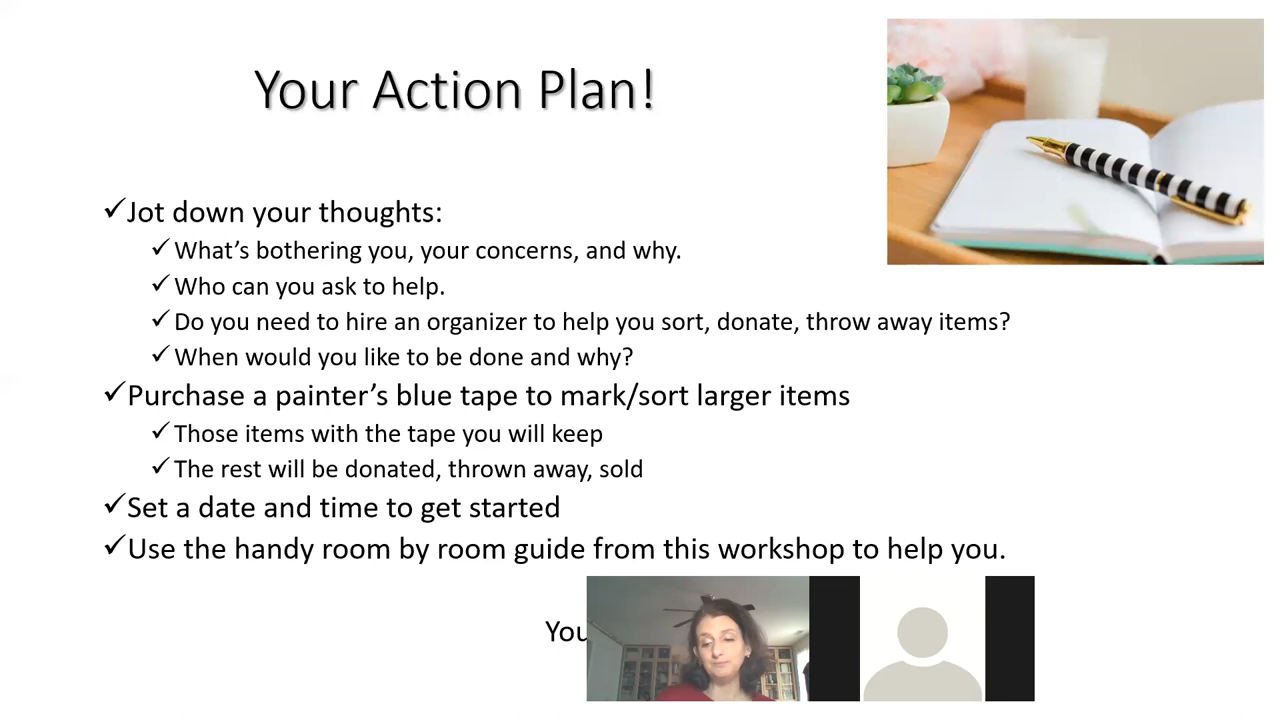 Your Action Plan!
✓Jot down your thoughts:
✓What's bothering you, your concerns, and why.
✓Who can you ask to help.
✓Do you need to hire an organizer to help you sort, donate, throw away items?
✓When would you like to be done and why?
✓Purchase a painter's blue tape to mark/sort larger items
✓Those items with the tape you will keep
✓The rest will be donated, thrown away, sold
✓Set a date and time to get started
✓Use the handy room by room guide from this workshop to help you.
You